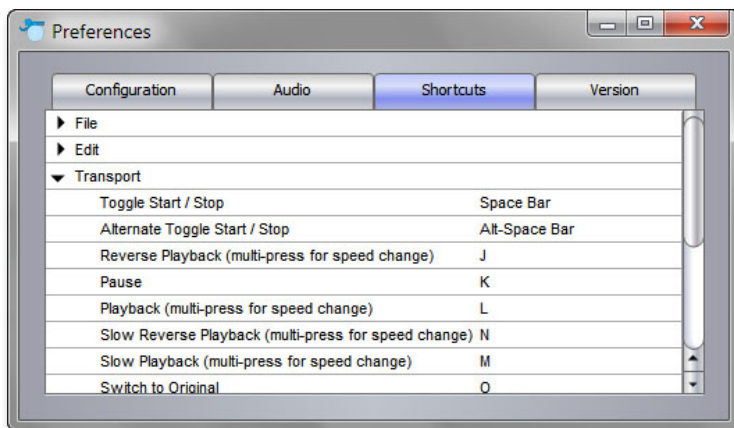 Preferences
Configuration Audio Shortcuts Version
File
Edit
Transport
Toggle Start / Stop Space Bar
Alternate Toggle Start / Stop Alt-Space Bar
Reverse Playback (multi-press for speed change) J
Pause K
Playback (multi-press for speed change) L
Slow Reverse Playback (multi-press for speed change) N
Slow Playback (multi-press for speed change) M
Switch to Original O